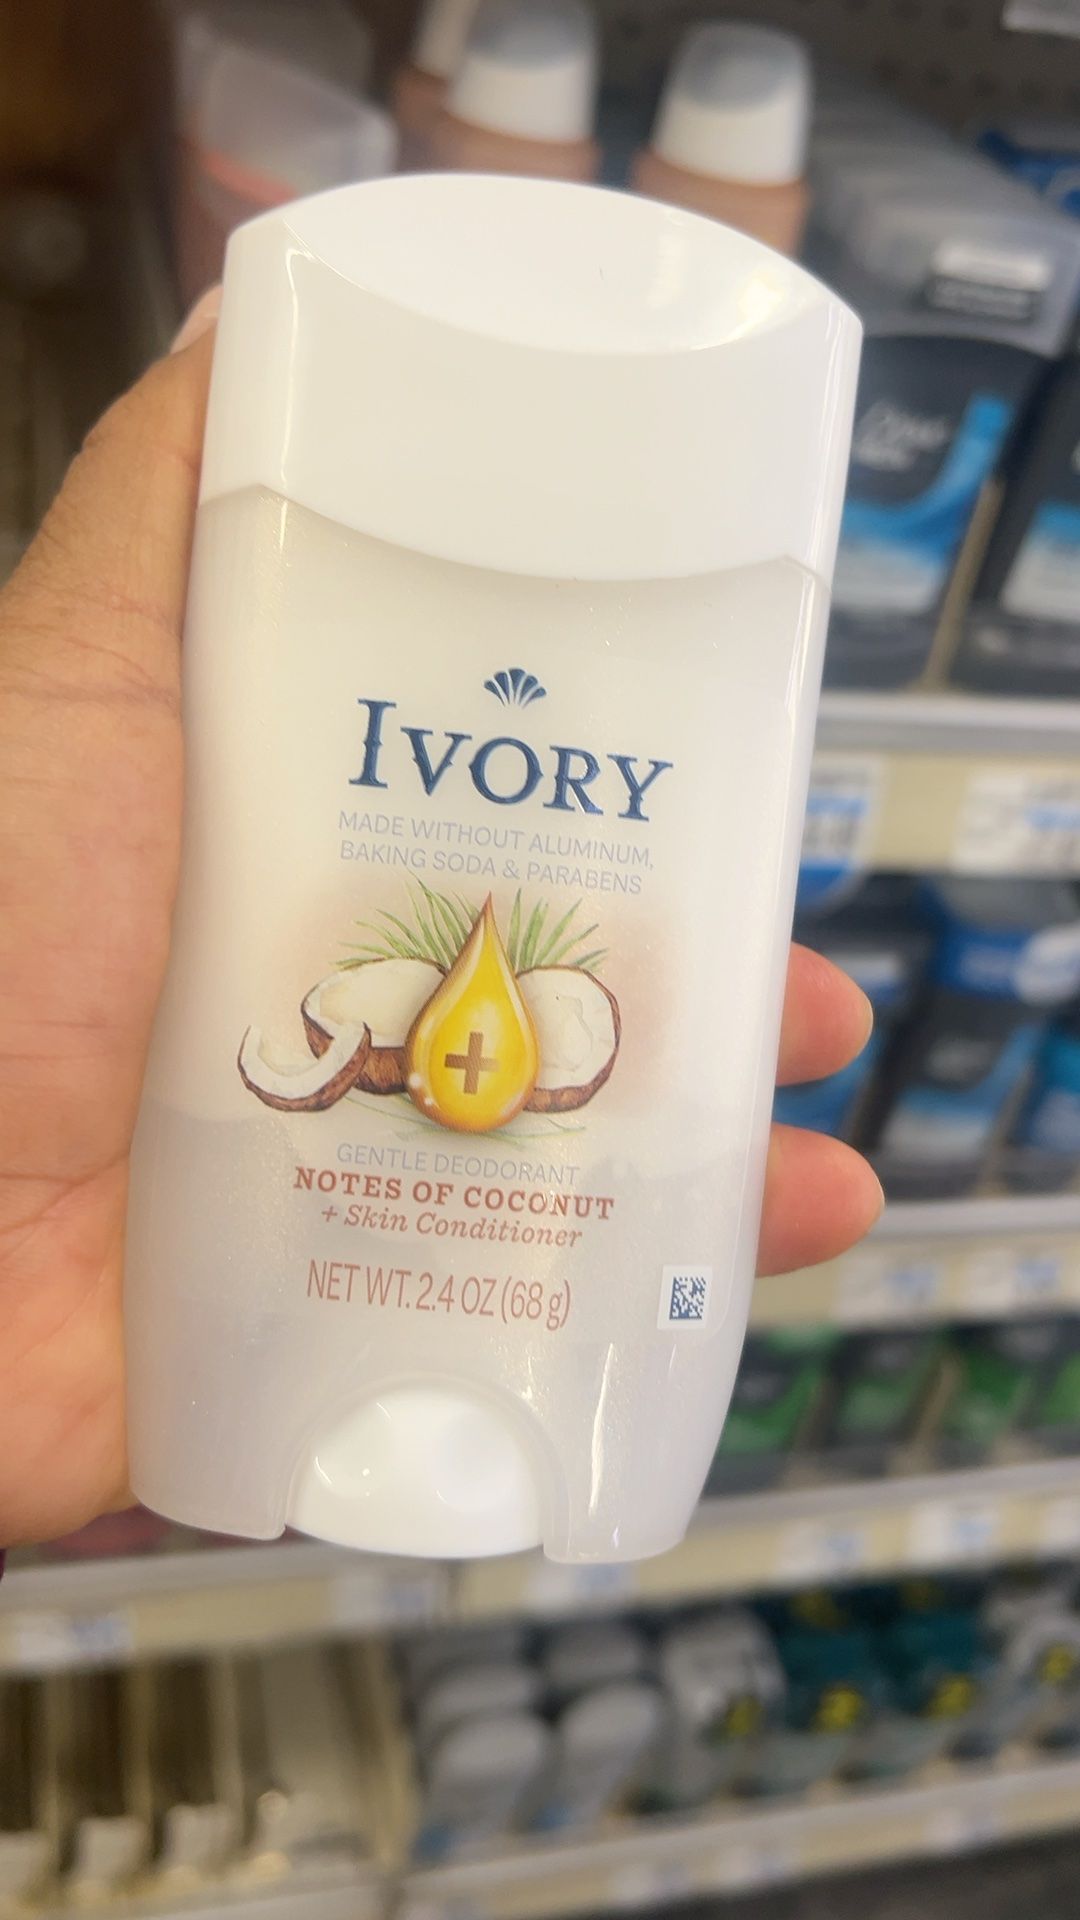 IVORY
MADE WITHOUT ALUMINUM,
BAKING SODA & PARABENS
GENTLE DEODORANT
NOTES OF COCONUT
+ Skin Conditioner
NET WT. 2.4 OZ (68 g)